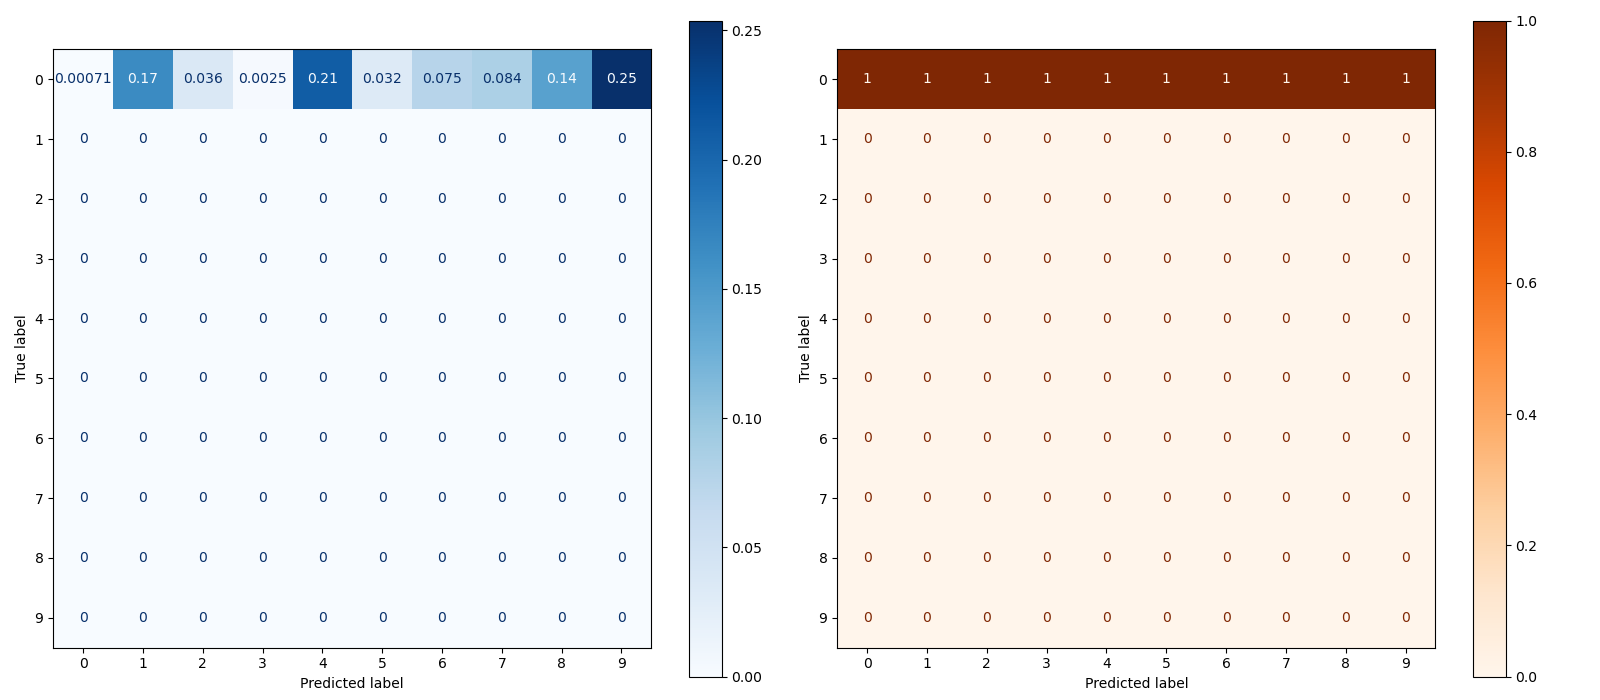 0.25
1.0
0 0.00071 0.17 0.036 0.0025 0.21 0.032 0.075 0.084 0.14 0.25
0 1 1 1 1 1 1 1 1 1 1
1 0 0 0 0 0 0 0 0 0 0
1 0 0 0 0 0 0 0 0 0 0
0.20
0.8
2 0 0 0 0 0 0 0 0 0 0
2 0 0 0 0 0 0 0 0 0 0
3 0 0 0 0 0 0 0 0 0 0
3 0 0 0 0 0 0 0 0 0 0
0.15
0.6
4 0 0 0 0 0 0 0 0 0 0
4 0 0 0 0 0 0 0 0 0 0
True label
True label
5 0 0 0 0 0 0 0 0 0 0
5 0 0 0 0 0 0 0 0 0 0
0.10
0.4
6 0 0 0 0 0 0 0 0 0 0
6 0 0 0 0 0 0 0 0 0 0
7 0 0 0 0 0 0 0 0 0 0
7 0 0 0 0 0 0 0 0 0 0
0.05
0.2
8 0 0 0 0 0 0 0 0 0 0
8 0 0 0 0 0 0 0 0 0 0
9 0 0 0 0 0 0 0 0 0 0
9 0 0 0 0 0 0 0 0 0 0
0.00
0.0
0 1 2 3 4 5 6 7 8 9
0 1 2 3 4 5 6 7 8 9
Predicted label
Predicted label